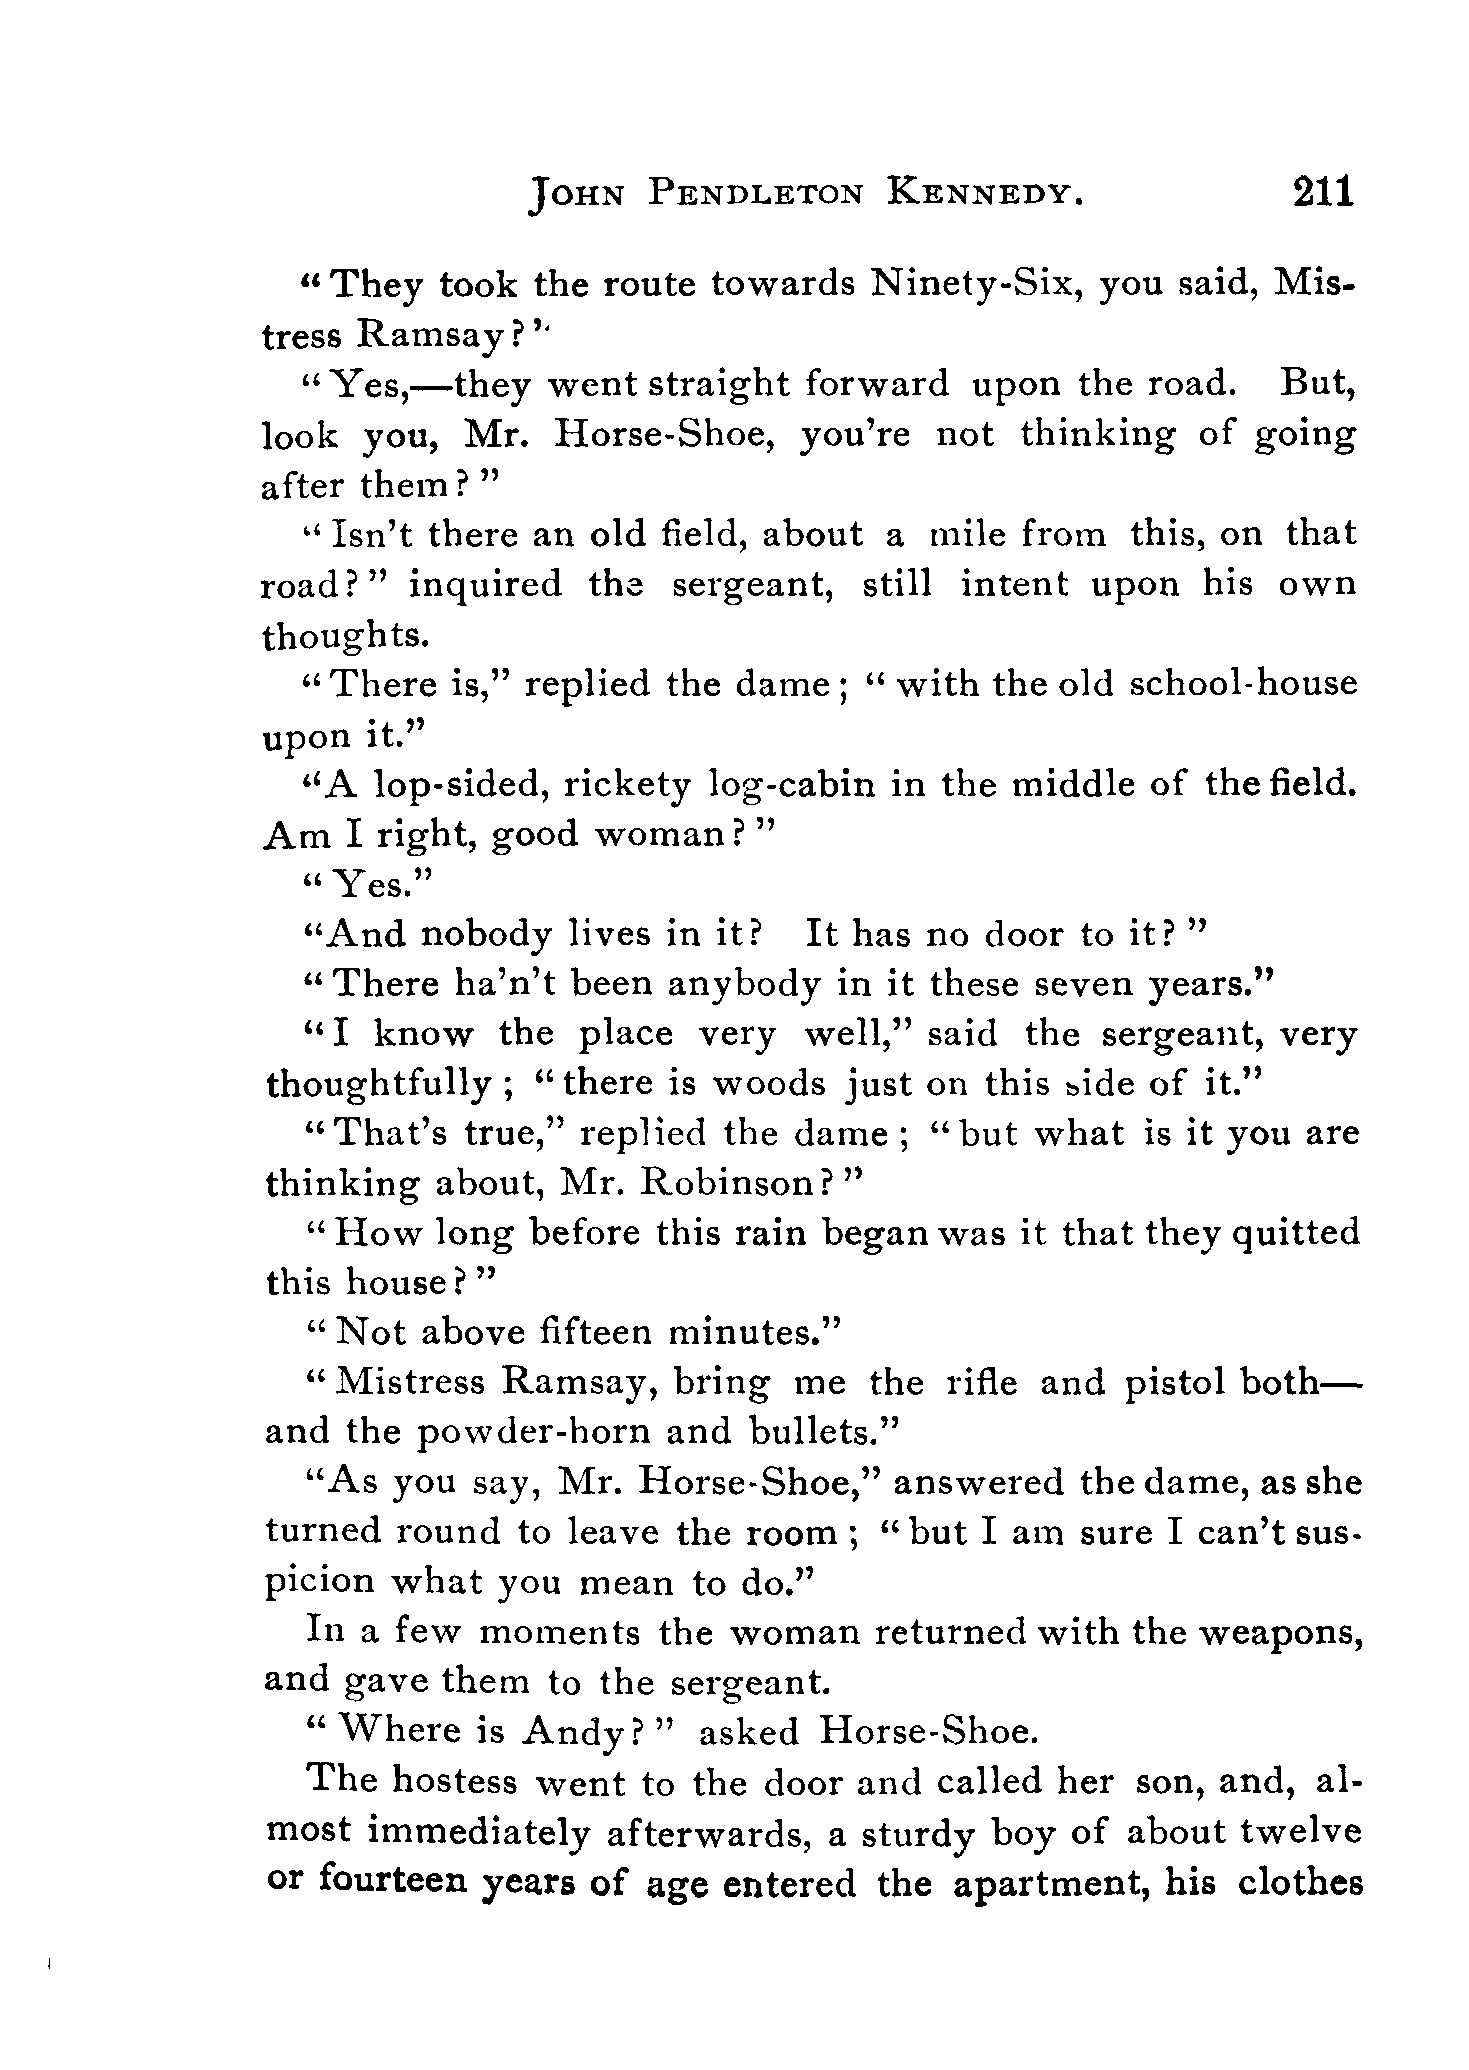 JOHN PENDLETON KENNEDY. 211
"They took the route towards Ninety-Six, you said, Mis-
tress Ramsay?"
"Yes,—they went straight forward upon the road. But,
look you, Mr. Horse-Shoe, you're not thinking of going
after them?"
"Isn't there an old field, about a mile from this, on that
road?" inquired the sergeant, still intent upon his own
thoughts.
"There is," replied the dame; "with the old school-house
upon it."
"A lop-sided, rickety log-cabin in the middle of the field.
Am I right, good woman?"
"Yes."
"And nobody lives in it? It has no door to it?"
"There ha'n't been anybody in it these seven years."
"I know the place very well," said the sergeant, very
thoughtfully; "there is woods just on this side of it."
"That's true," replied the dame; "but what is it you are
thinking about, Mr. Robinson?"
"How long before this rain began was it that they quitted
this house?"
"Not above fifteen minutes."
"Mistress Ramsay, bring me the rifle and pistol both—
and the powder-horn and bullets."
"As you say, Mr. Horse-Shoe," answered the dame, as she
turned round to leave the room; "but I am sure I can't sus-
picion what you mean to do."
In a few moments the woman returned with the weapons,
and gave them to the sergeant.
"Where is Andy?" asked Horse-Shoe.
The hostess went to the door and called her son, and, al-
most immediately afterwards, a sturdy boy of about twelve
or fourteen years of age entered the apartment, his clothes